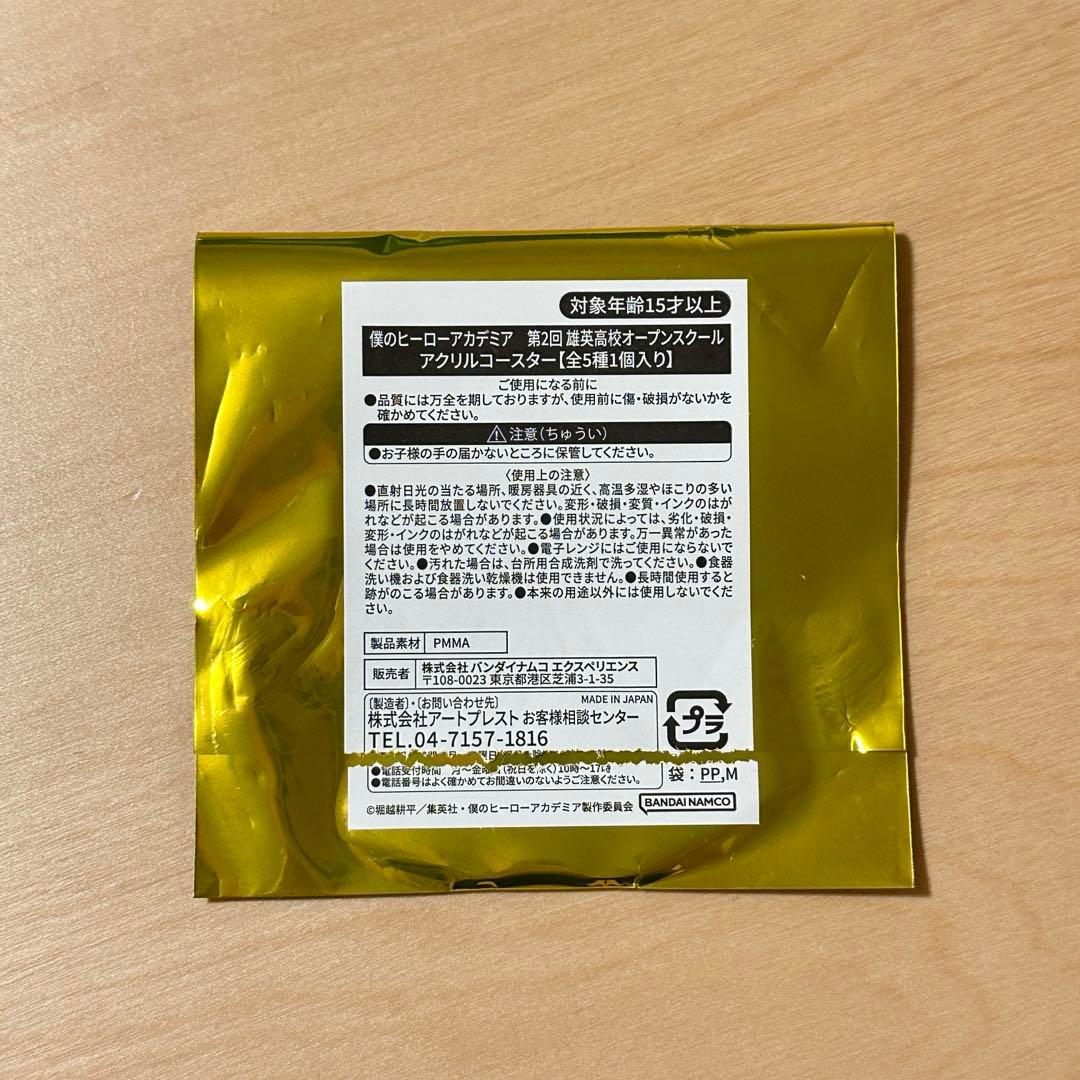 対象年齢15才以上
僕のヒーローアカデミア 第2回 雄英高校オープンスクール
アクリルコースター【全5種1個入り】
ご使用になる前に
●品質には万全を期しておりますが、使用前に傷・破損がないかを
確かめてください。
⚠注意(ちゅうい)
●お子様の手の届かないところに保管してください。
〈使用上の注意〉
●直射日光の当たる場所、暖房器具の近く、高温多湿やほこりの多い
場所に長時間放置しないでください。変形・破損・変質・インクのはが
れなどが起こる場合があります。●使用状況によっては、劣化・破損・
変形・インクのはがれなどが起こる場合があります。万一異常があった
場合は使用をやめてください。●電子レンジにはご使用にならないで
ください。●汚れた場合は、台所用合成洗剤で洗ってください。●食器
洗い機および食器洗い乾燥機は使用できません。●長時間使用すると
跡がのこる場合があります。●本来の用途以外には使用しないでくだ
さい。
製品素材 PMMA
販売者 株式会社 バンダイナムコ エクスペリエンス
〒108-0023 東京都港区芝浦3-1-35
〔製造者〕・〔お問い合わせ先〕 MADE IN JAPAN
株式会社アートプレスト お客様相談センター
TEL.04-7157-1816
プラ
●電話受付時間 月〜金曜日(祝日を除く)10時〜17時
●電話番号はよく確かめてお間違いのないようご注意ください。
袋:PP,M
©堀越耕平/集英社・僕のヒーローアカデミア製作委員会
BANDAI NAMCO